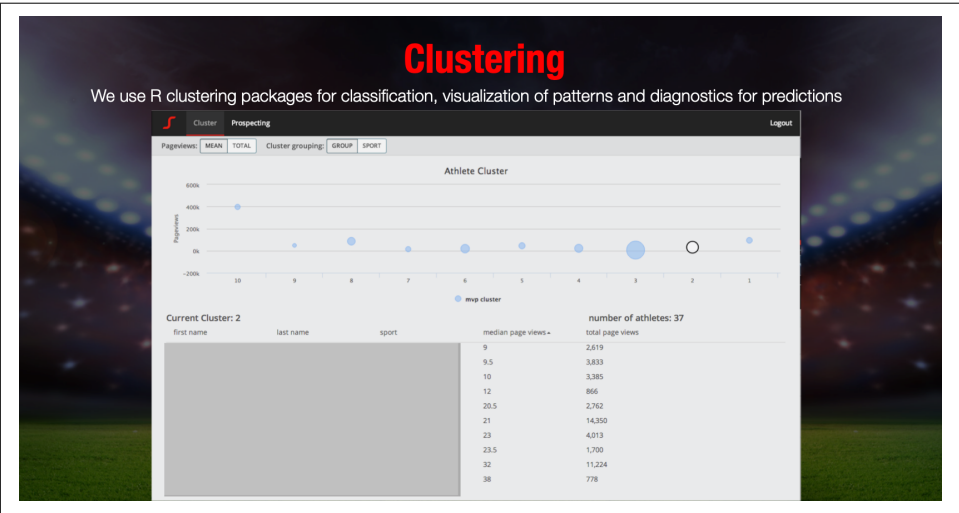 Clustering
We use R clustering packages for classification, visualization of patterns and diagnostics for predictions
Cluster Prospecting Logout
Pageviews: MEAN TOTAL Cluster grouping: GROUP SPORT
Athlete Cluster
Pageviews
600k
400k
200k
0k
-200k
10 9 8 7 6 5 4 3 2 1
mvp cluster
Current Cluster: 2 number of athletes: 37
first name last name sport median page views total page views
9 2,619
9.5 3,833
10 3,385
12 866
20.5 2,762
21 14,350
23 4,013
23.5 1,700
32 11,224
38 778